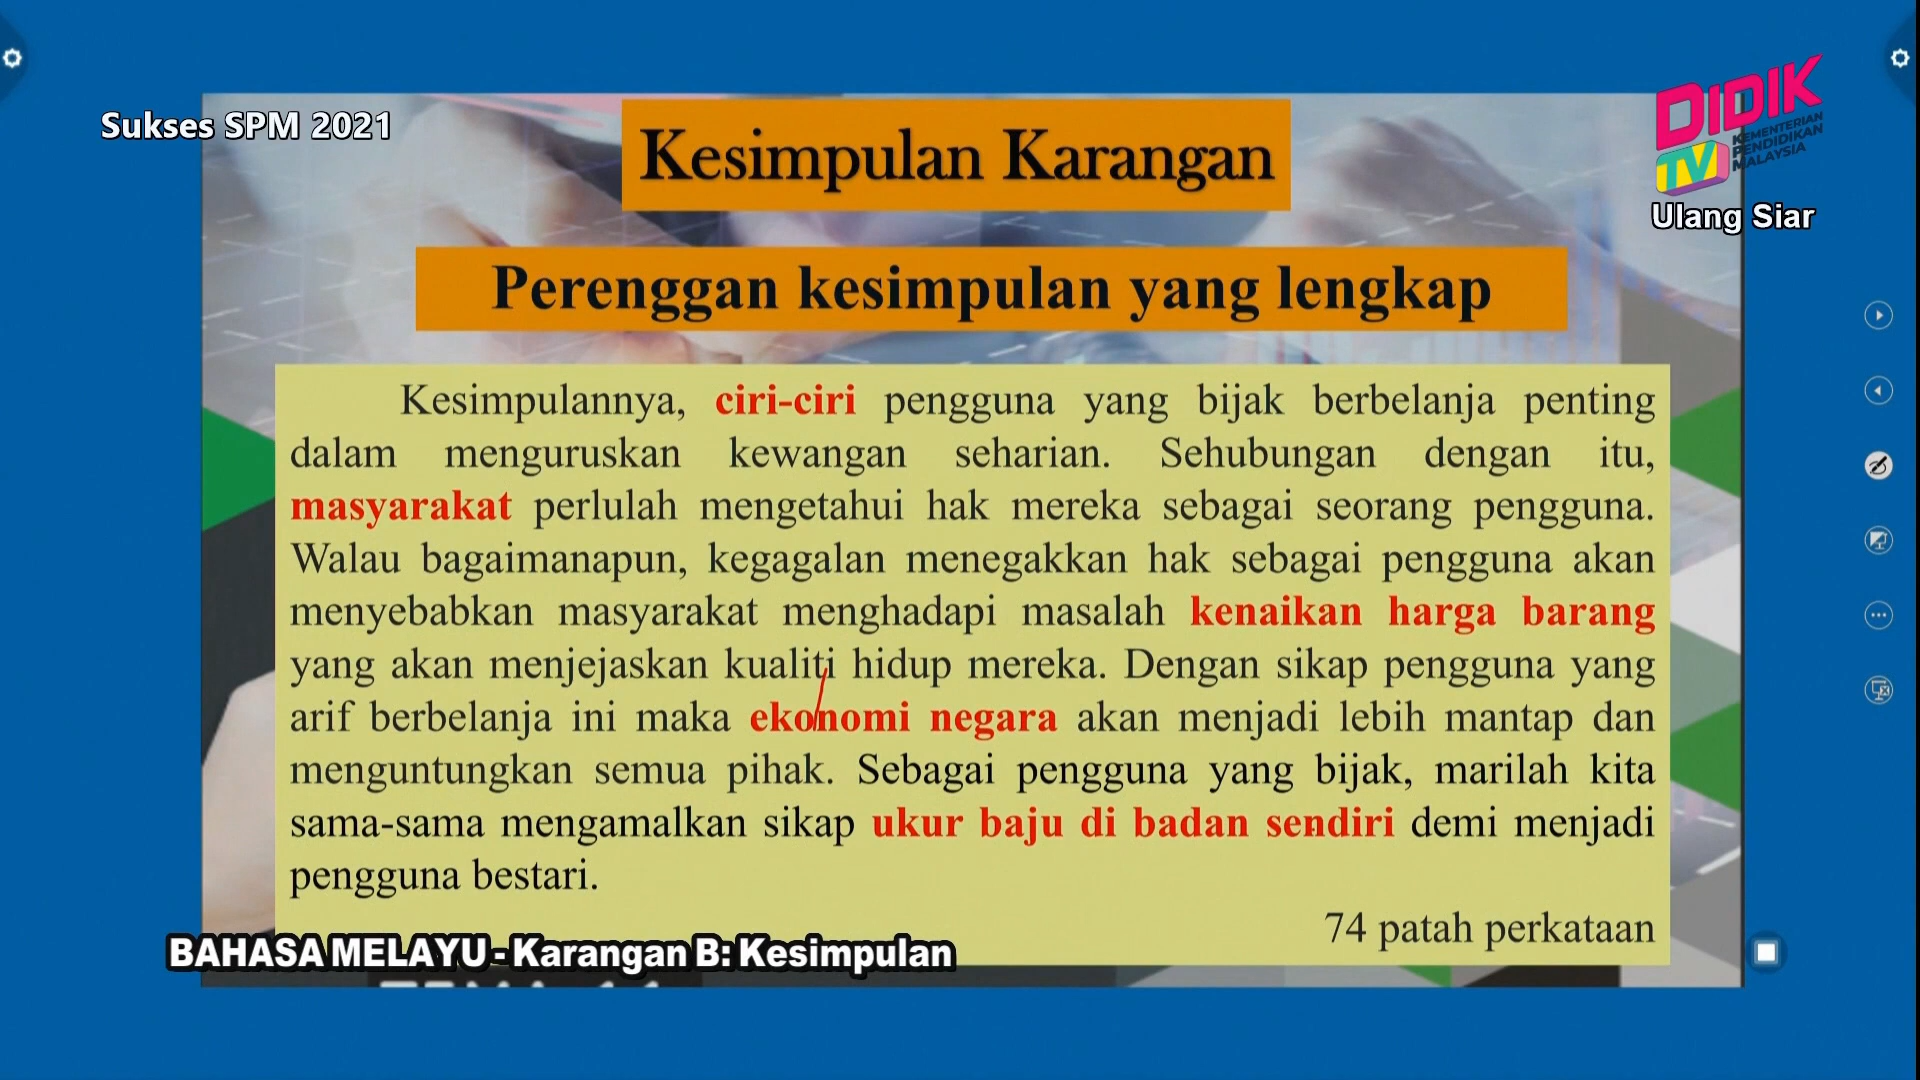 Sukses SPM 2021
DIDIK
TV
KEMENTERIAN
PENDIDIKAN
MALAYSIA
Ulang Siar
Kesimpulan Karangan
Perenggan kesimpulan yang lengkap
Kesimpulannya, ciri-ciri pengguna yang bijak berbelanja penting
dalam menguruskan kewangan seharian. Sehubungan dengan itu,
masyarakat perlulah mengetahui hak mereka sebagai seorang pengguna.
Walau bagaimanapun, kegagalan menegakkan hak sebagai pengguna akan
menyebabkan masyarakat menghadapi masalah kenaikan harga barang
yang akan menjejaskan kualiti hidup mereka. Dengan sikap pengguna yang
arif berbelanja ini maka ekonomi negara akan menjadi lebih mantap dan
menguntungkan semua pihak. Sebagai pengguna yang bijak, marilah kita
sama-sama mengamalkan sikap ukur baju di badan sendiri demi menjadi
pengguna bestari.
74 patah perkataan
BAHASA MELAYU - Karangan B: Kesimpulan